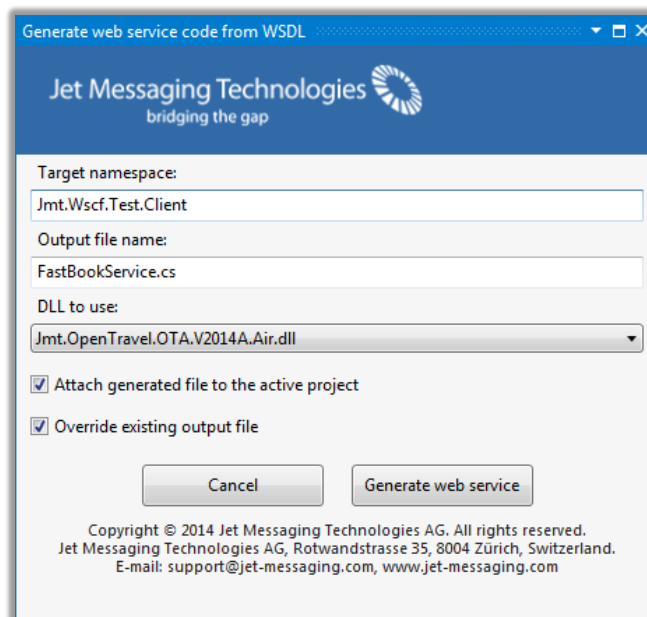 Generate web service code from WSDL
Jet Messaging Technologies
bridging the gap
Target namespace:
Jmt.Wscf.Test.Client
Output file name:
FastBookService.cs
DLL to use:
Jmt.OpenTravel.OTA.V2014A.Air.dll
Attach generated file to the active project
Override existing output file
Cancel Generate web service
Copyright © 2014 Jet Messaging Technologies AG. All rights reserved.
Jet Messaging Technologies AG, Rotwandstrasse 35, 8004 Zürich, Switzerland.
E-mail: support@jet-messaging.com, www.jet-messaging.com